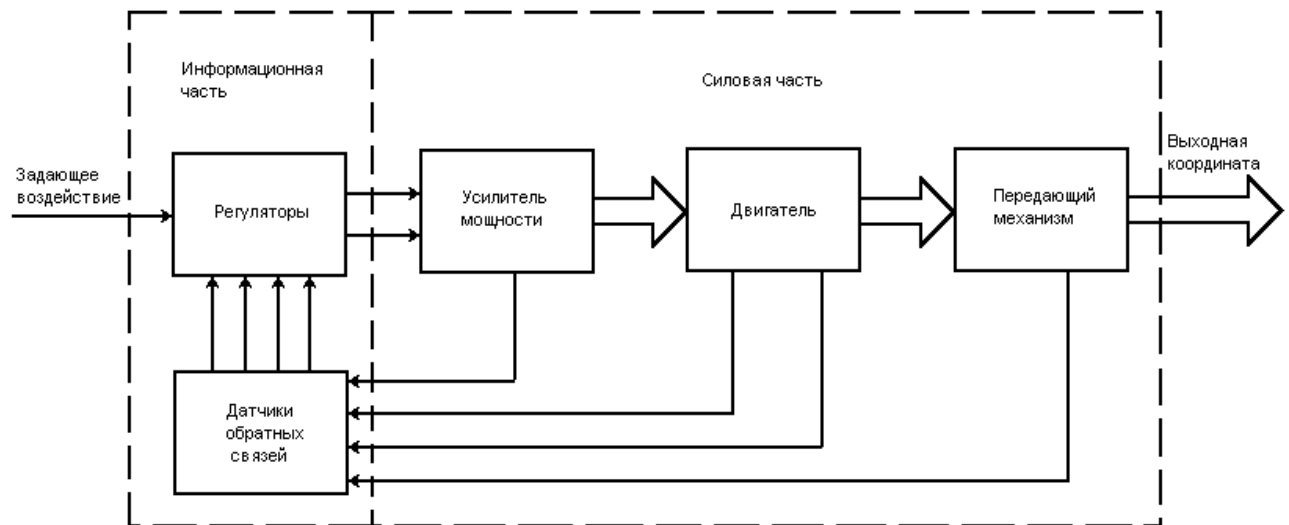 Информационная
часть
Силовая часть
Задающее
воздействие
Регуляторы
Усилитель
мощности
Двигатель
Передающий
механизм
Выходная
координата
Датчики
обратных
связей